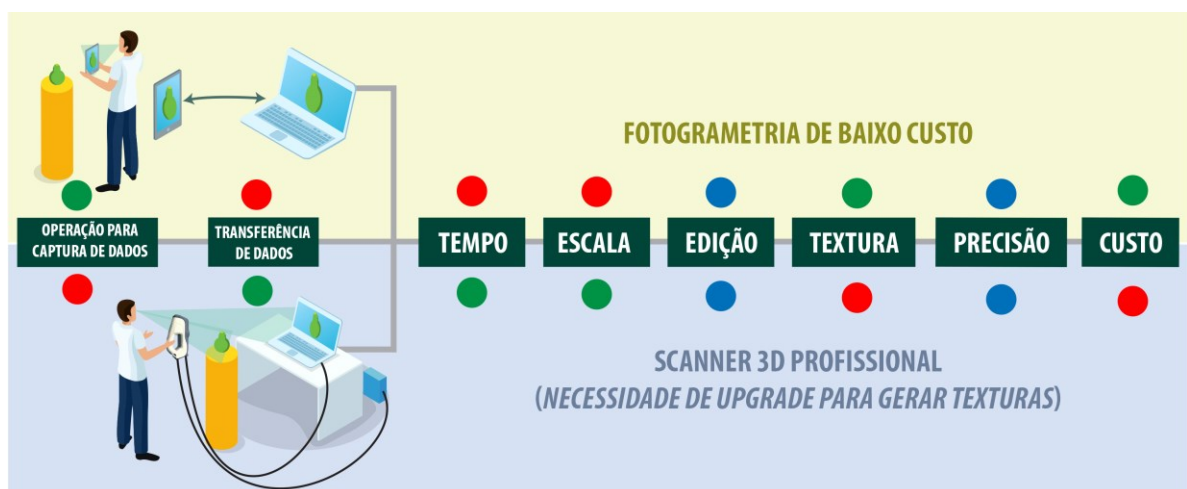 FOTOGRAMETRIA DE BAIXO CUSTO
OPERAÇÃO PARA
CAPTURA DE DADOS
TRANSFERÊNCIA
DE DADOS
TEMPO
ESCALA
EDIÇÃO
TEXTURA
PRECISÃO
CUSTO
SCANNER 3D PROFISSIONAL
(NECESSIDADE DE UPGRADE PARA GERAR TEXTURAS)